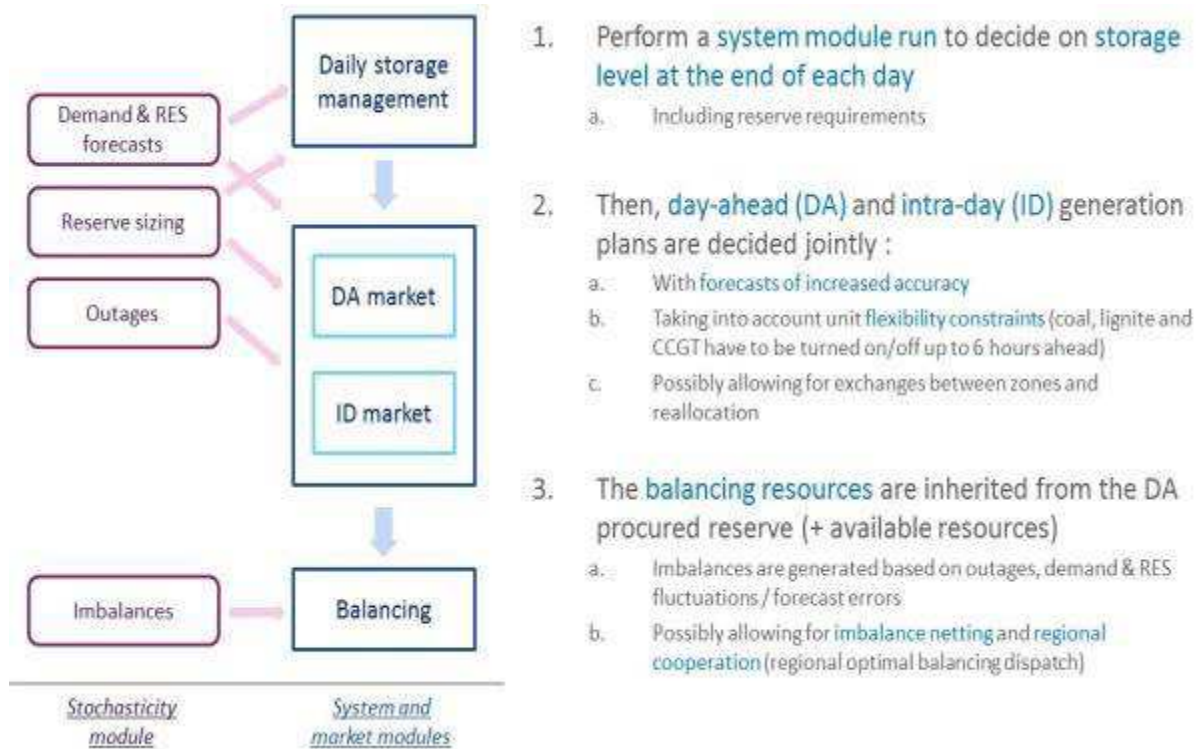 Daily storage
management
Demand & RES
forecasts
Reserve sizing
Outages
DA market
ID market
Imbalances
Balancing
Stochasticity
module
System and
market modules
1. Perform a system module run to decide on storage
level at the end of each day
a. Including reserve requirements
2. Then, day-ahead (DA) and intra-day (ID) generation
plans are decided jointly :
a. With forecasts of increased accuracy
b. Taking into account unit flexibility constraints (coal, lignite and
CCGT have to be turned on/off up to 6 hours ahead)
c. Possibly allowing for exchanges between zones and
reallocation
3. The balancing resources are inherited from the DA
procured reserve (+ available resources)
a. Imbalances are generated based on outages, demand & RES
fluctuations / forecast errors
b. Possibly allowing for imbalance netting and regional
cooperation (regional optimal balancing dispatch)